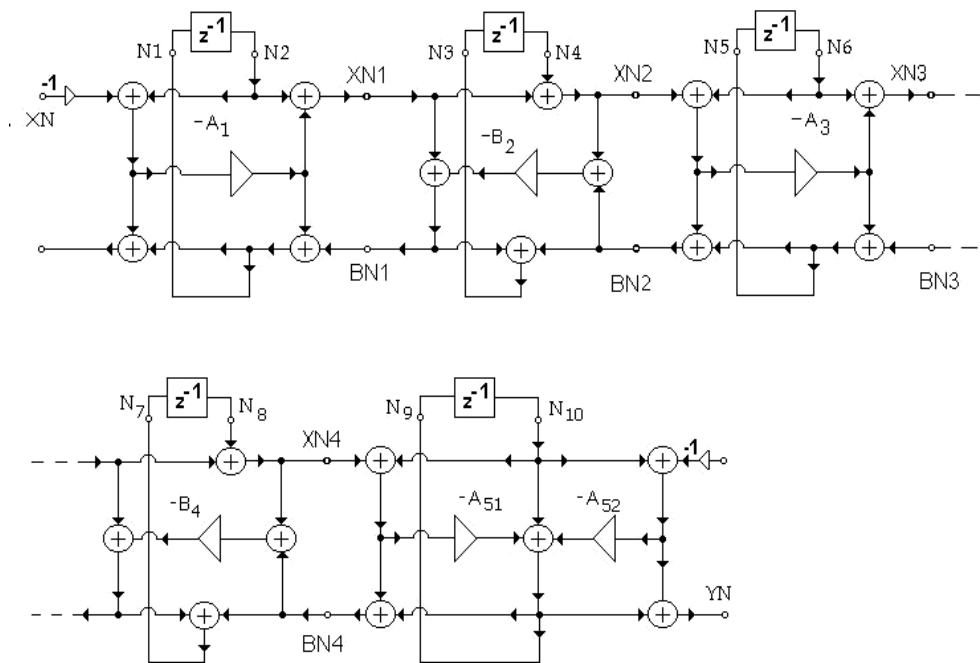 z⁻¹ z⁻¹ z⁻¹
N1 N2 N3 N4 N5 N6
-1 XN1 XN2 XN3
XN
-A₁ -B₂ -A₃
BN1 BN2 BN3
z⁻¹ z⁻¹
N₇ N₈ N₉ N₁₀
XN4 -1
-B₄ -A₅₁ -A₅₂
YN
BN4